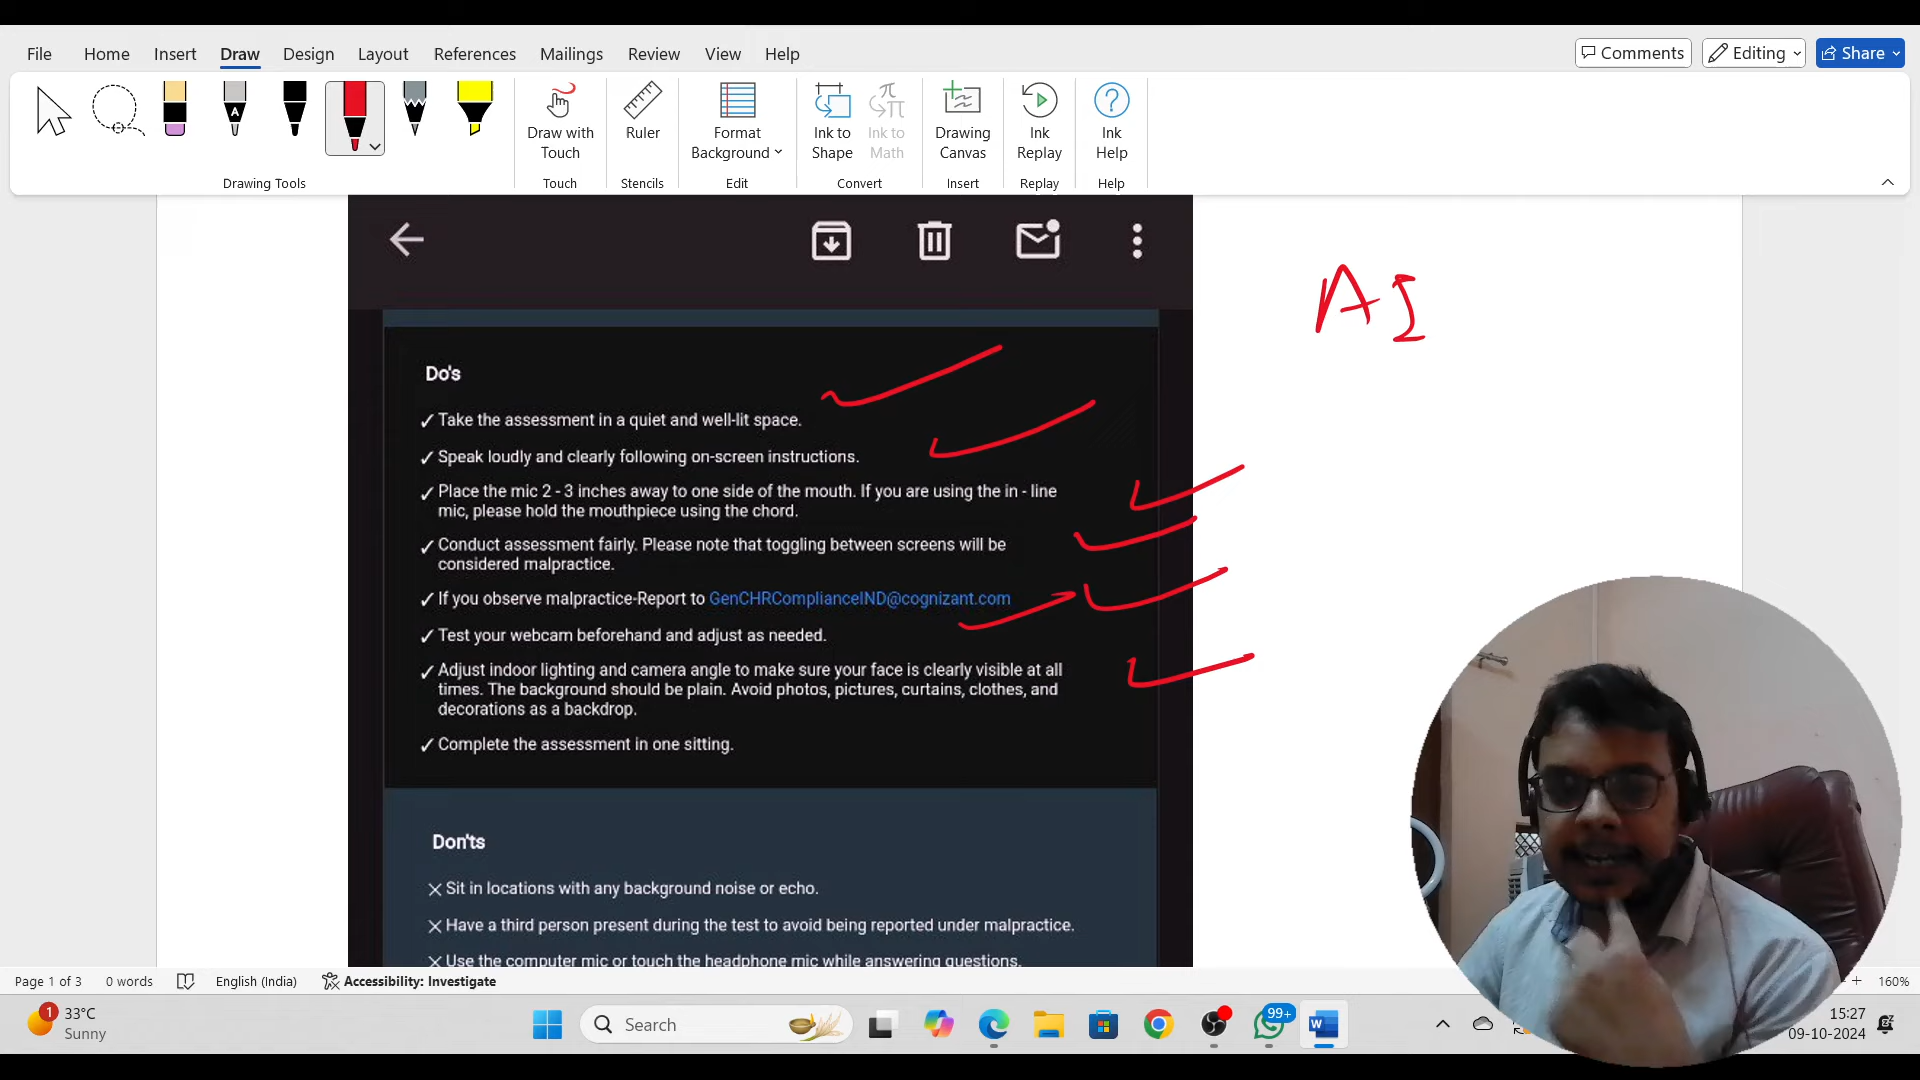 File Home Insert Draw Design Layout References Mailings Review View Help
Comments Editing Share
Draw with Touch
Ruler
Format Background
Ink to Shape
Ink to Math
Drawing Canvas
Ink Replay
Ink Help
Drawing Tools Touch Stencils Edit Convert Insert Replay Help
AI
Do's
✓ Take the assessment in a quiet and well-lit space.
✓ Speak loudly and clearly following on-screen instructions.
✓ Place the mic 2 - 3 inches away to one side of the mouth. If you are using the in - line
mic, please hold the mouthpiece using the chord.
✓ Conduct assessment fairly. Please note that toggling between screens will be
considered malpractice.
✓ If you observe malpractice-Report to GenCHRComplianceIND@cognizant.com
✓ Test your webcam beforehand and adjust as needed.
✓ Adjust indoor lighting and camera angle to make sure your face is clearly visible at all
times. The background should be plain. Avoid photos, pictures, curtains, clothes, and
decorations as a backdrop.
✓ Complete the assessment in one sitting.
Don'ts
✕ Sit in locations with any background noise or echo.
✕ Have a third person present during the test to avoid being reported under malpractice.
✕ Use the computer mic or touch the headphone mic while answering questions.
Page 1 of 3 0 words English (India) Accessibility: Investigate 160%
1
33°C
Sunny
Search
99+
15:27
09-10-2024